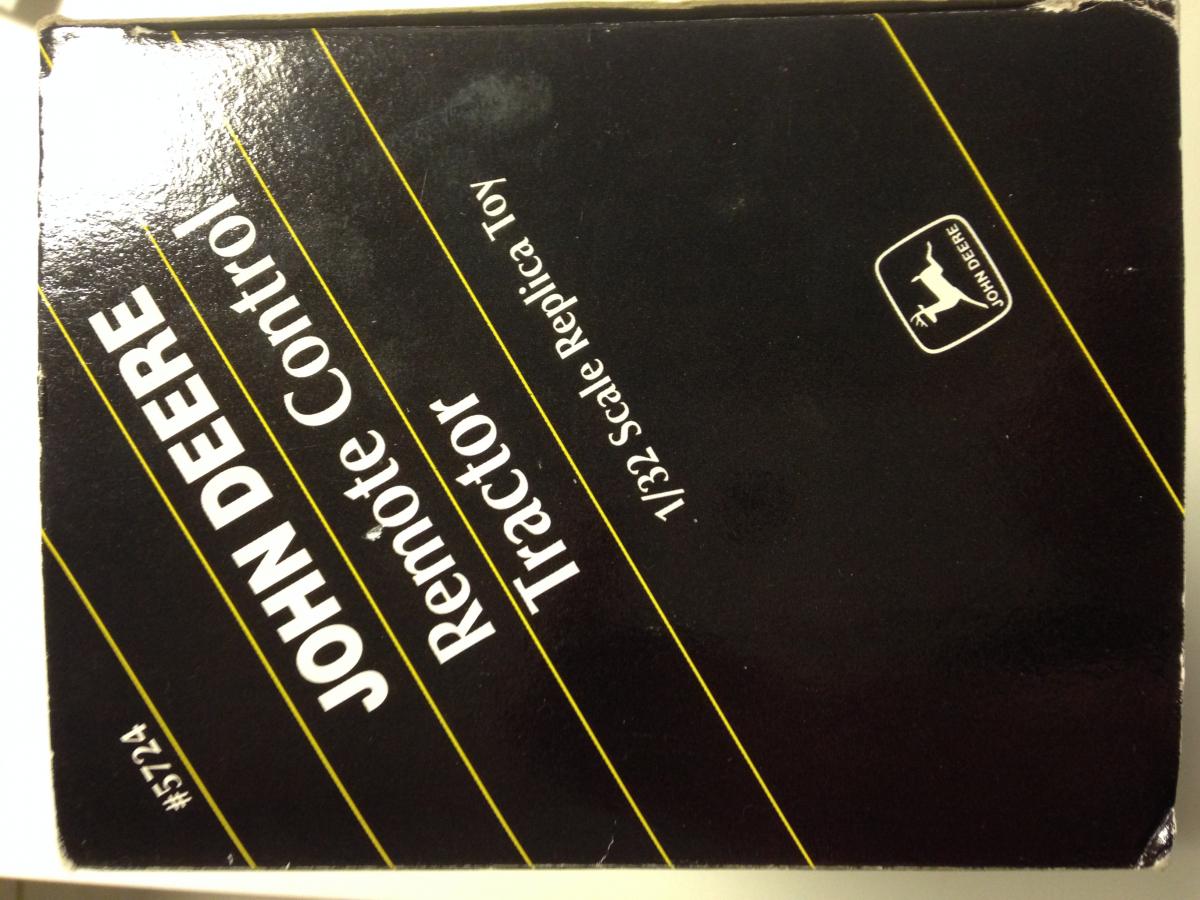 #5724
JOHN DEERE
Remote Control
Tractor
1/32 Scale Replica Toy
JOHN DEERE